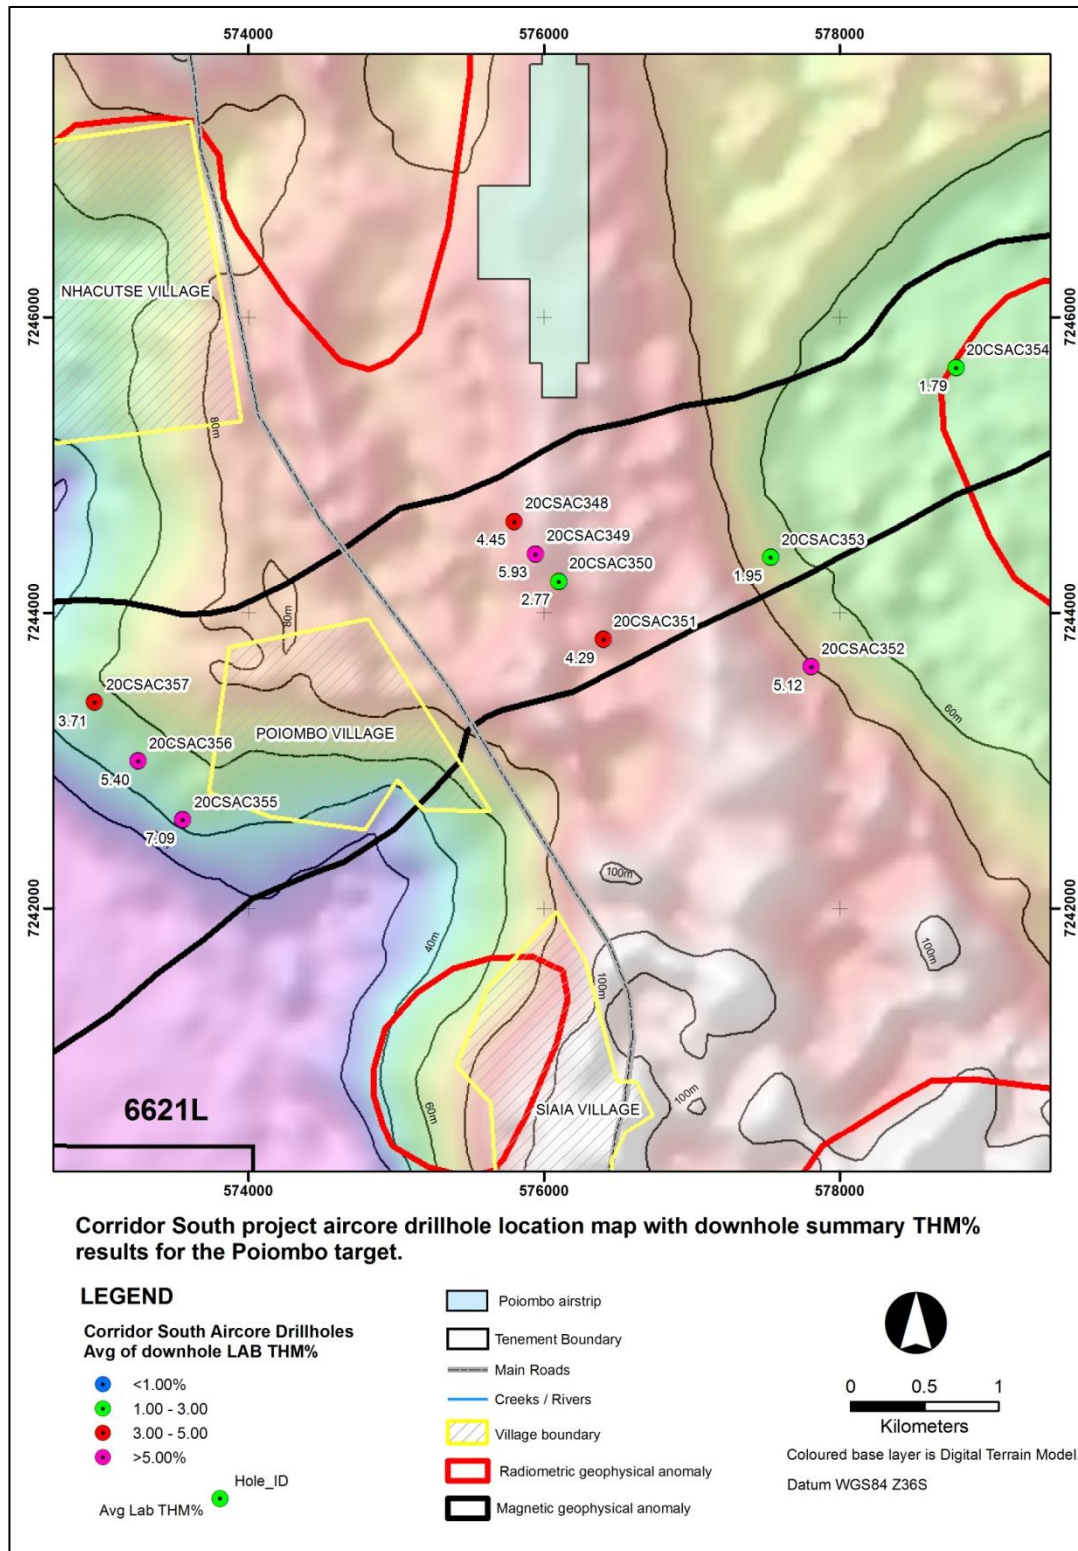 574000
576000
578000
7246000
7246000
NHACUTSE VILLAGE
20CSAC354
1.79
80m
20CSAC348
4.45
20CSAC349
5.93
20CSAC350
2.77
20CSAC353
1.95
7244000
7244000
80m
20CSAC351
4.29
20CSAC352
5.12
20CSAC357
3.71
60m
POIOMBO VILLAGE
20CSAC356
5.40
20CSAC355
7.09
100m
7242000
7242000
40m
100m
100m
60m
100m
SIAIA VILLAGE
6621L
574000
576000
578000
Corridor South project aircore drillhole location map with downhole summary THM%
results for the Poiombo target.
LEGEND
Corridor South Aircore Drillholes
Avg of downhole LAB THM%
<1.00%
1.00 - 3.00
3.00 - 5.00
>5.00%
Hole_ID
Avg Lab THM%
Poiombo airstrip
Tenement Boundary
Main Roads
Creeks / Rivers
Village boundary
Radiometric geophysical anomaly
Magnetic geophysical anomaly
0 0.5 1
Kilometers
Coloured base layer is Digital Terrain Model.
Datum WGS84 Z36S